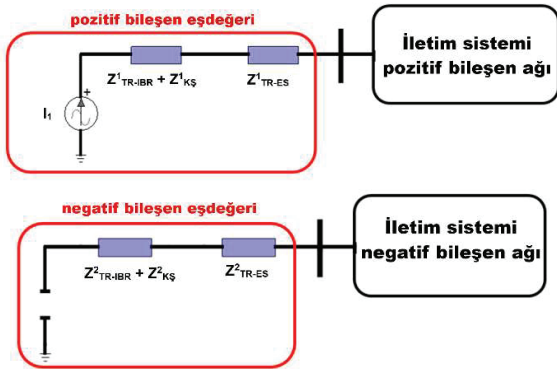 pozitif bileşen eşdeğeri
Z¹TR-IBR + Z¹KŞ
Z¹TR-ES
+
I₁
İletim sistemi
pozitif bileşen ağı
negatif bileşen eşdeğeri
Z²TR-IBR + Z²KŞ
Z²TR-ES
İletim sistemi
negatif bileşen ağı